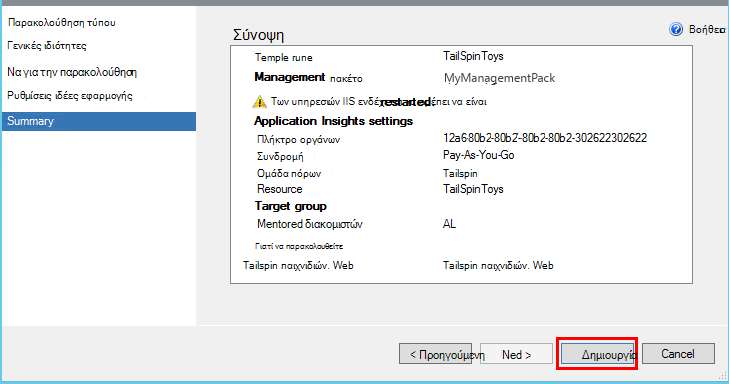 Παρακολούθηση τύπου
Γενικές ιδιότητες
Να για την παρακολούθηση
Ρυθμίσεις ιδέες εφαρμογής
Summary
Σύνοψη
Βοήθεια
Temple rune TailSpinToys
Management πακέτο MyManagementPack
Των υπηρεσιών IIS restarted να είναι
Application Insights settings
Πλήκτρο οργάνων 12a6-80b2-80b2-80b2-80b2-302622302622
Συνδρομή Pay-As-You-Go
Ομάδα πόρων Tailspin
Resource TailSpinToys
Target group
Mentored διακομιστών AL
Γιατί να παρακολουθείτε
Tailspin παιχνιδιών. Web Tailspin παιχνιδιών. Web
< Προηγούμενη Ned > Δημιουργία Cancel